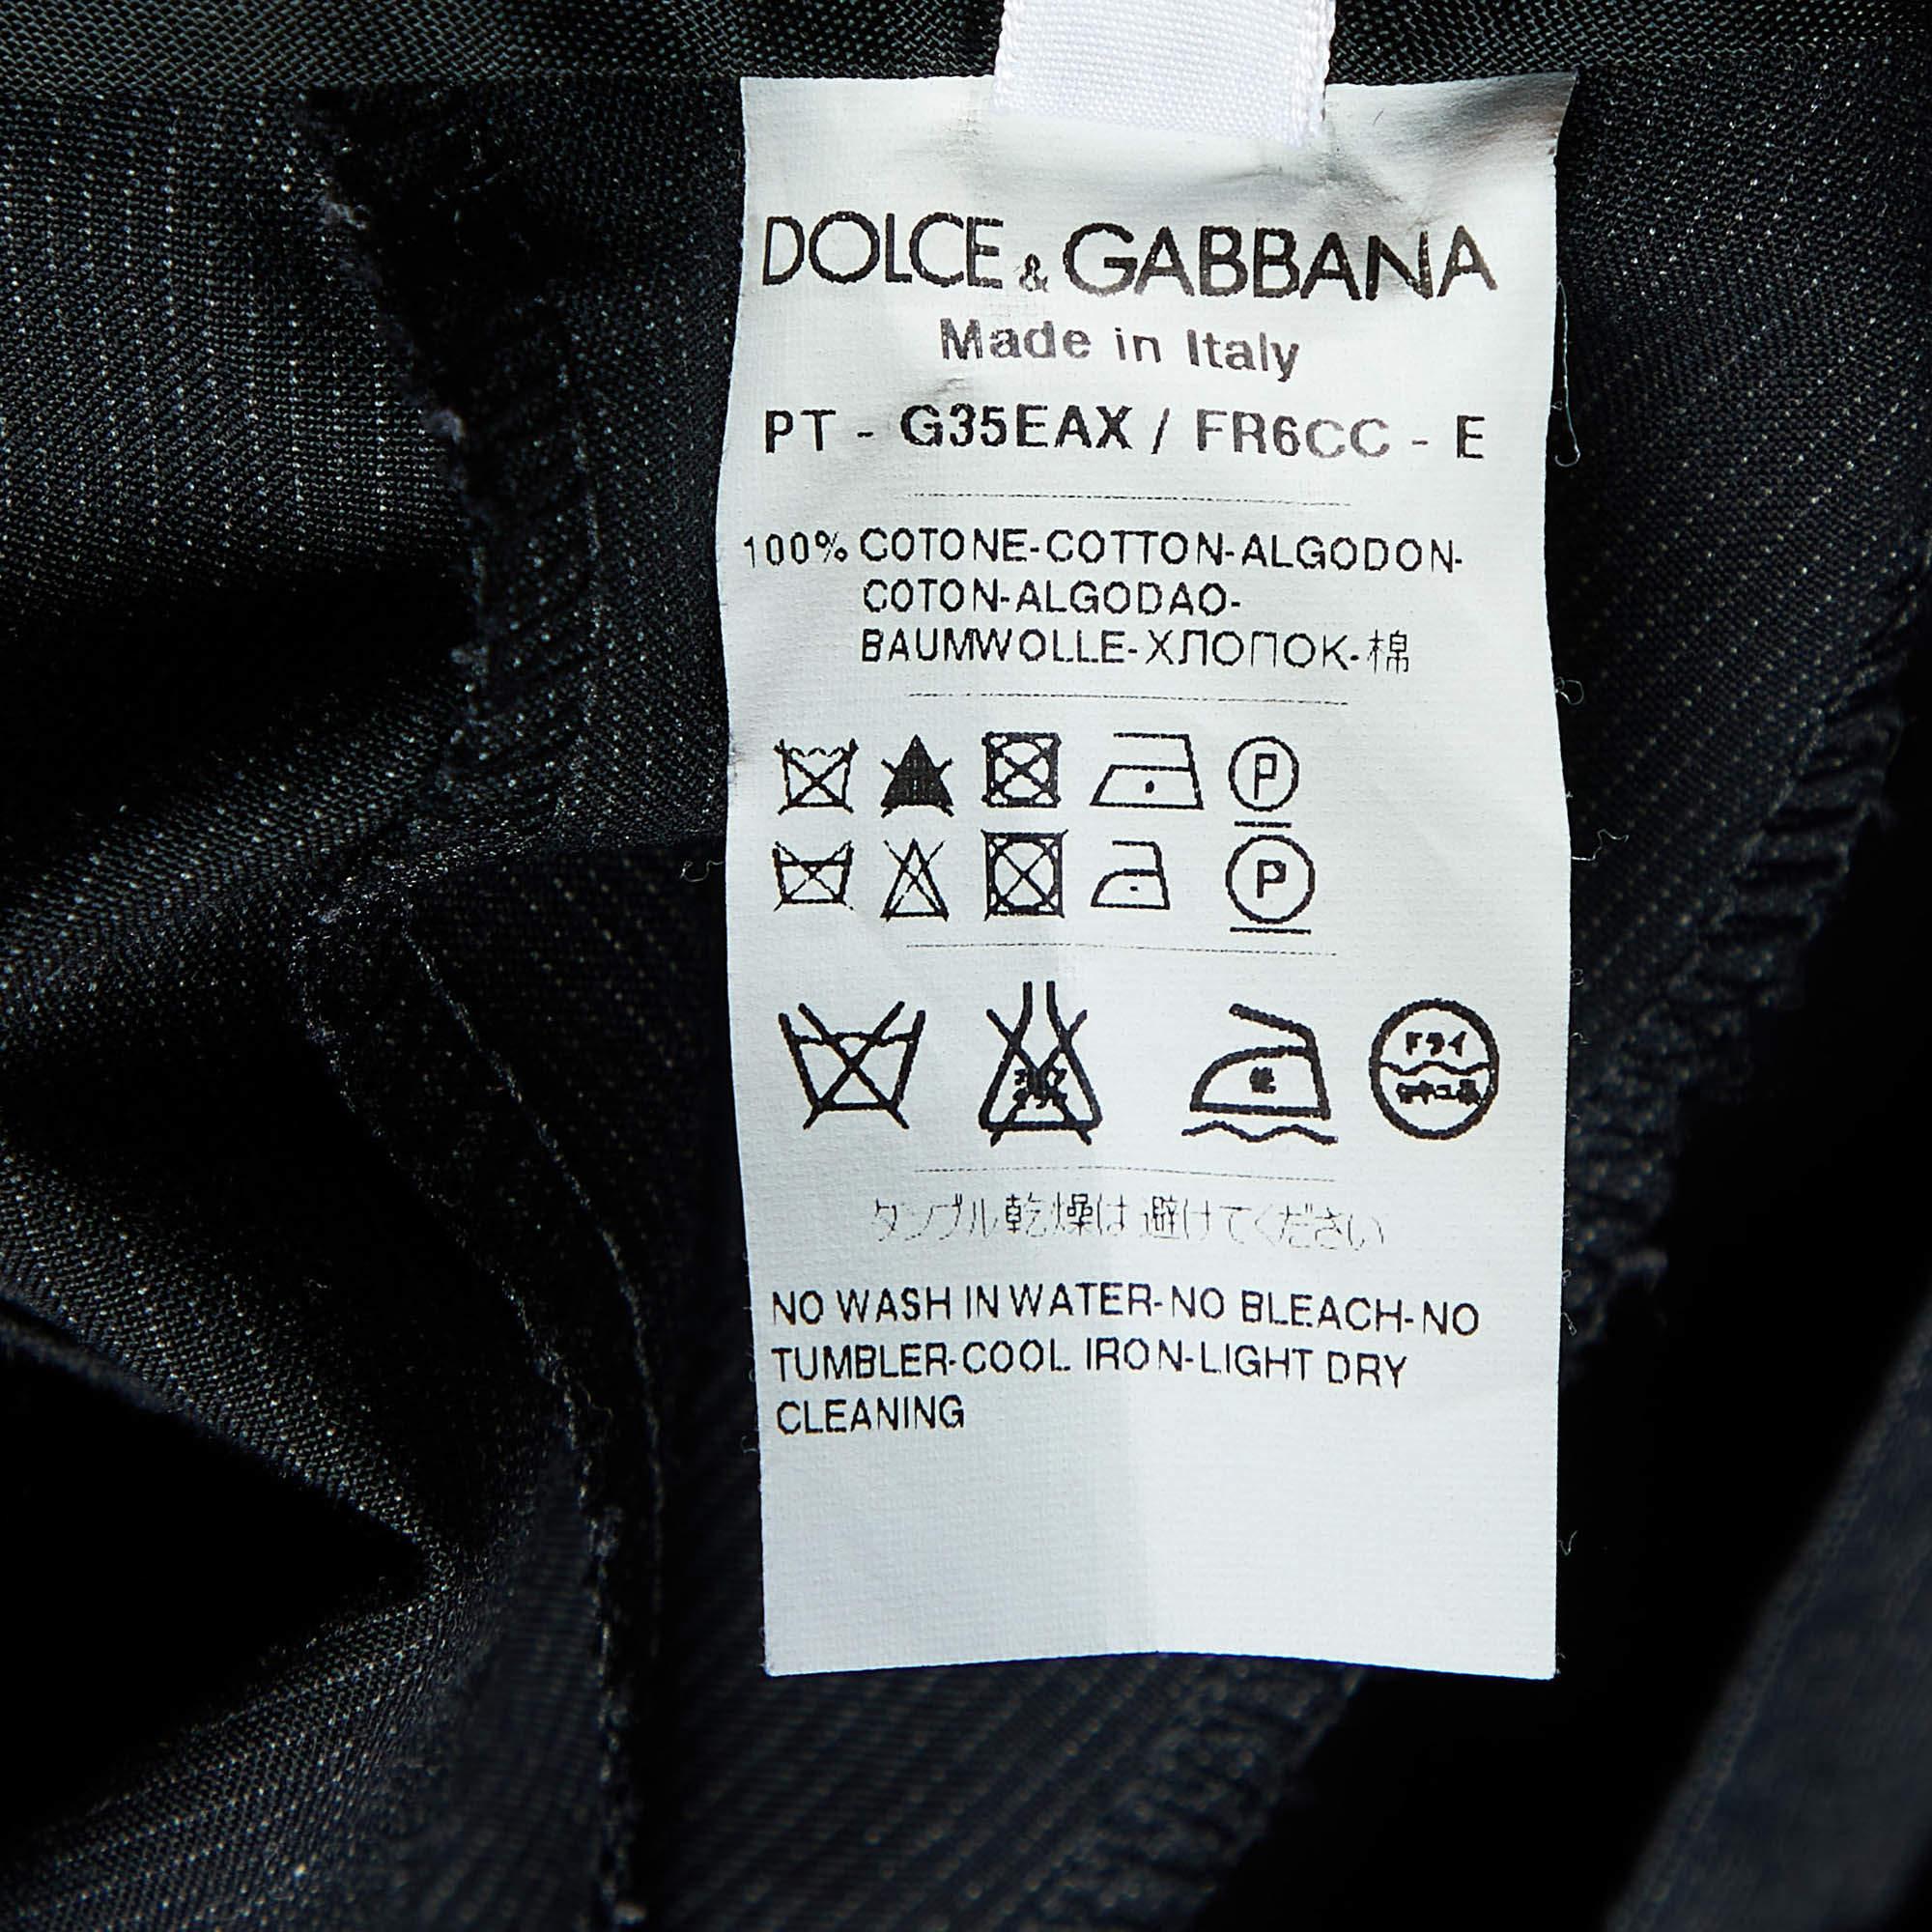 DOLCE & GABBANA
Made in Italy
PT - G35EAX / FR6CC - E
100% COTONE-COTTON-ALGODON-
COTON-ALGODAO-
BAUMWOLLE-ХЛОПОК-棉
P
P
ドライ
タンブル乾燥は避けてください
NO WASH IN WATER-NO BLEACH-NO
TUMBLER-COOL IRON-LIGHT DRY
CLEANING